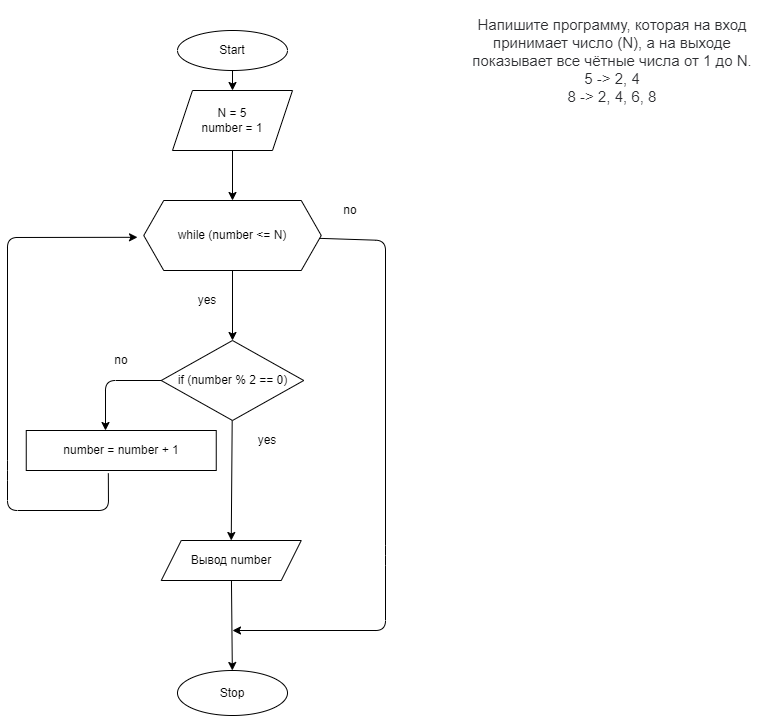 Напишите программу, которая на вход
принимает число (N), а на выходе
показывает все чётные числа от 1 до N.
5 -> 2, 4
8 -> 2, 4, 6, 8
Start
N = 5
number = 1
while (number <= N)
no
yes
if (number % 2 == 0)
no
yes
number = number + 1
Вывод number
Stop